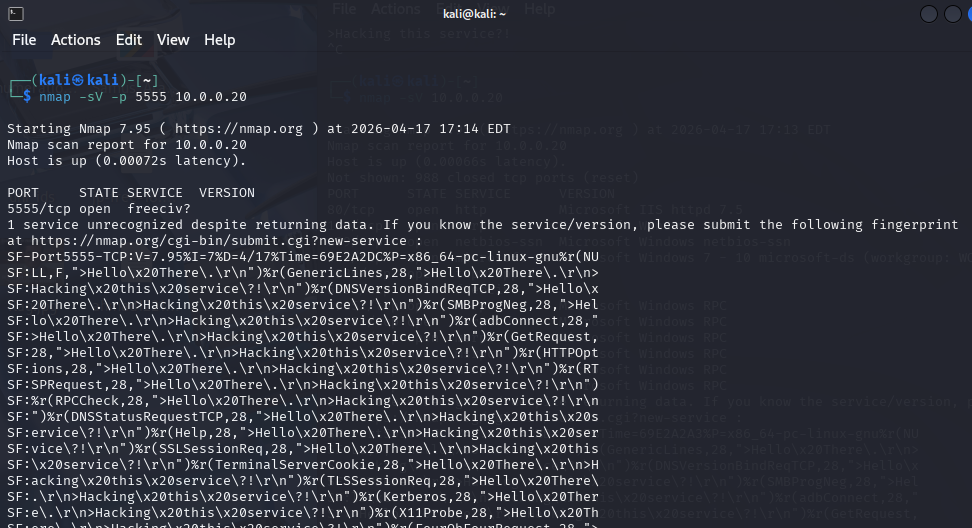 kali@kali: ~
File Actions Edit View Help
┌──(kali㉿kali)-[~]
└─$ nmap -sV -p 5555 10.0.0.20
Starting Nmap 7.95 ( https://nmap.org ) at 2026-04-17 17:14 EDT
Nmap scan report for 10.0.0.20
Host is up (0.00072s latency).
PORT     STATE SERVICE  VERSION
5555/tcp open  freeciv?
1 service unrecognized despite returning data. If you know the service/version, please submit the following fingerprint
at https://nmap.org/cgi-bin/submit.cgi?new-service :
SF-Port5555-TCP:V=7.95%I=7%D=4/17%Time=69E2A2DC%P=x86_64-pc-linux-gnu%r(NU
SF:LL,F,">Hello\x20There\.\r\n")%r(GenericLines,28,">Hello\x20There\.\r\n>
SF:Hacking\x20this\x20service\?!\r\n")%r(DNSVersionBindReqTCP,28,">Hello\x
SF:20There\.\r\n>Hacking\x20this\x20service\?!\r\n")%r(SMBProgNeg,28,">Hel
SF:lo\x20There\.\r\n>Hacking\x20this\x20service\?!\r\n")%r(adbConnect,28,"
SF:>Hello\x20There\.\r\n>Hacking\x20this\x20service\?!\r\n")%r(GetRequest,
SF:28,">Hello\x20There\.\r\n>Hacking\x20this\x20service\?!\r\n")%r(HTTPOpt
SF:ions,28,">Hello\x20There\.\r\n>Hacking\x20this\x20service\?!\r\n")%r(RT
SF:SPRequest,28,">Hello\x20There\.\r\n>Hacking\x20this\x20service\?!\r\n")
SF:%r(RPCCheck,28,">Hello\x20There\.\r\n>Hacking\x20this\x20service\?!\r\n
SF:")%r(DNSStatusRequestTCP,28,">Hello\x20There\.\r\n>Hacking\x20this\x20s
SF:ervice\?!\r\n")%r(Help,28,">Hello\x20There\.\r\n>Hacking\x20this\x20ser
SF:vice\?!\r\n")%r(SSLSessionReq,28,">Hello\x20There\.\r\n>Hacking\x20this
SF:\x20service\?!\r\n")%r(TerminalServerCookie,28,">Hello\x20There\.\r\n>H
SF:acking\x20this\x20service\?!\r\n")%r(TLSSessionReq,28,">Hello\x20There\
SF:.\r\n>Hacking\x20this\x20service\?!\r\n")%r(Kerberos,28,">Hello\x20Ther
SF:e\.\r\n>Hacking\x20this\x20service\?!\r\n")%r(X11Probe,28,">Hello\x20Th
SF:ere\.\r\n>Hacking\x20this\x20service\?!\r\n")%r(FourOhFourRequest,28,">